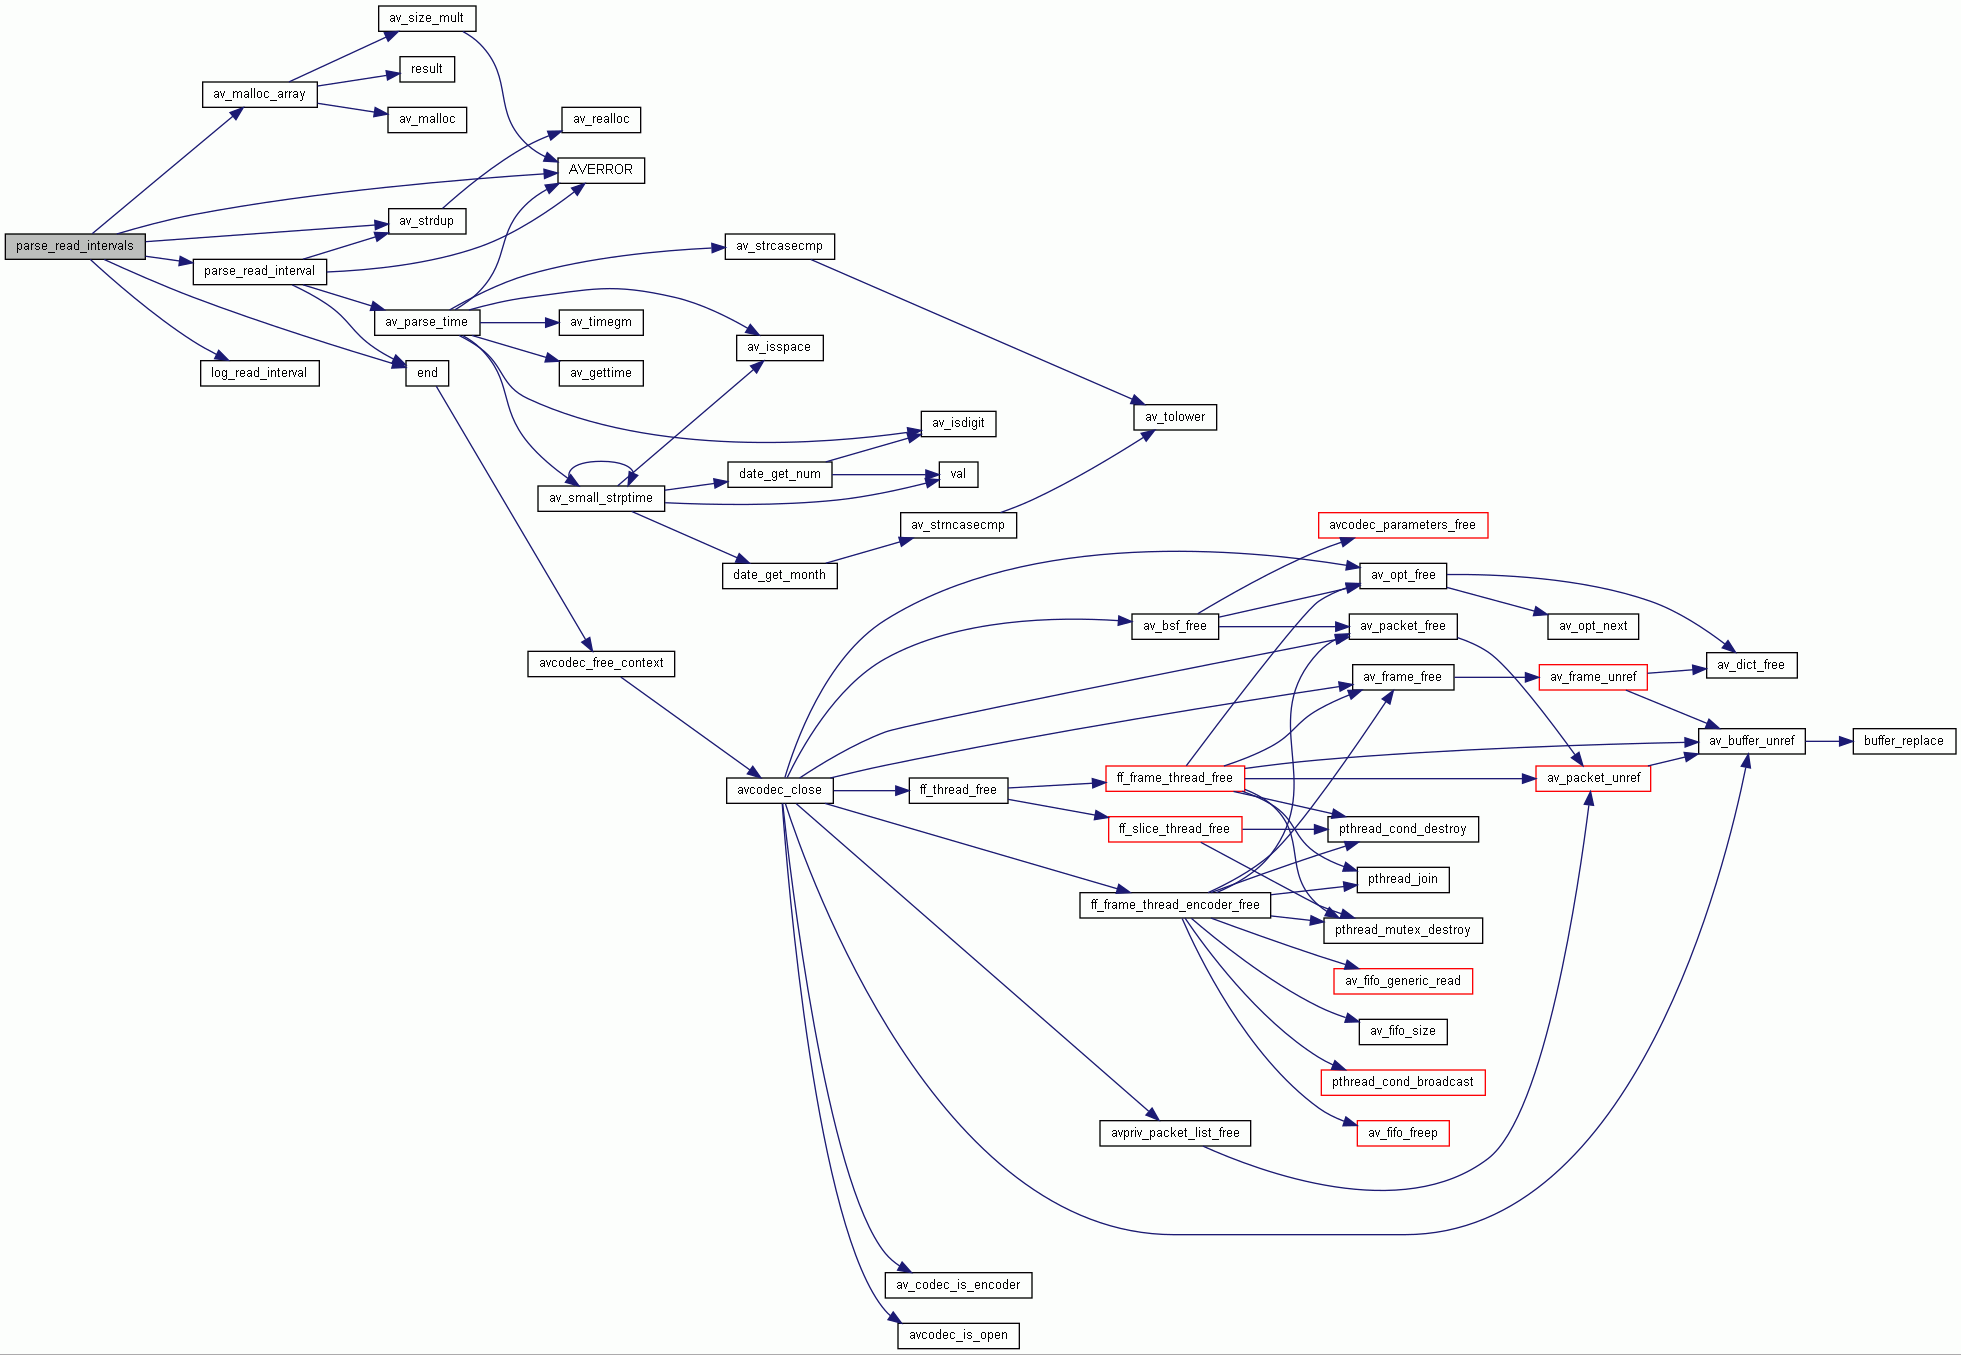 av_size_mult
result
av_malloc_array
av_malloc
av_realloc
AVERROR
av_strdup
parse_read_intervals
av_strcasecmp
parse_read_interval
av_parse_time
av_timegm
av_isspace
log_read_interval
end
av_gettime
av_tolower
av_isdigit
date_get_num
val
av_small_strptime
av_strncasecmp
avcodec_parameters_free
date_get_month
av_opt_free
av_bsf_free
av_packet_free
av_opt_next
avcodec_free_context
av_dict_free
av_frame_free
av_frame_unref
av_buffer_unref
buffer_replace
ff_frame_thread_free
av_packet_unref
avcodec_close
ff_thread_free
ff_slice_thread_free
pthread_cond_destroy
pthread_join
ff_frame_thread_encoder_free
pthread_mutex_destroy
av_fifo_generic_read
av_fifo_size
pthread_cond_broadcast
avpriv_packet_list_free
av_fifo_freep
av_codec_is_encoder
avcodec_is_open